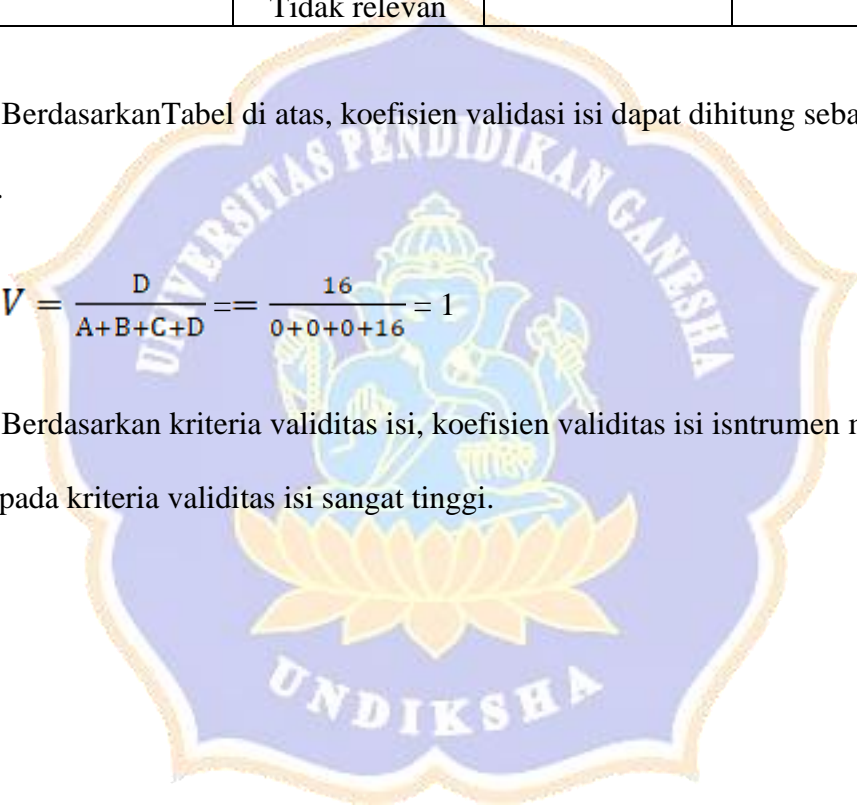 Tidak relevan
BerdasarkanTabel di atas, koefisien validasi isi dapat dihitung seba
.
V = D / A+B+C+D == 16 / 0+0+0+16 = 1
Berdasarkan kriteria validitas isi, koefisien validitas isi isntrumen
pada kriteria validitas isi sangat tinggi.
UNIVERSITAS PENDIDIKAN GANESHA
UNDIKSHA